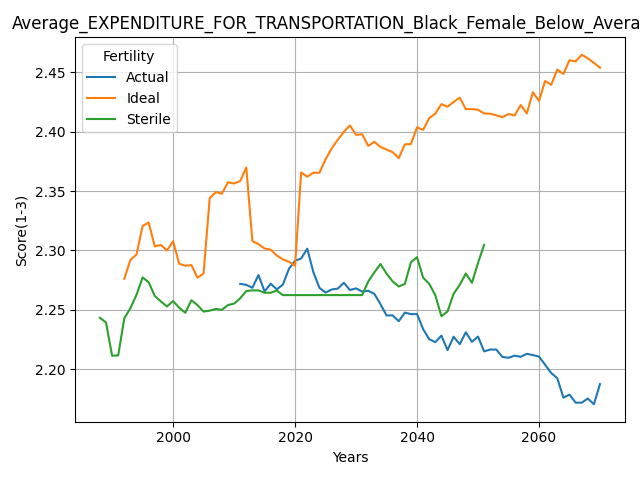 Average_EXPENDITURE_FOR_TRANSPORTATION_Black_Female_Below_Avera
Fertility
Actual
Ideal
Sterile
Score(1-3)
2.45
2.40
2.35
2.30
2.25
2.20
2000 2020 2040 2060
Years